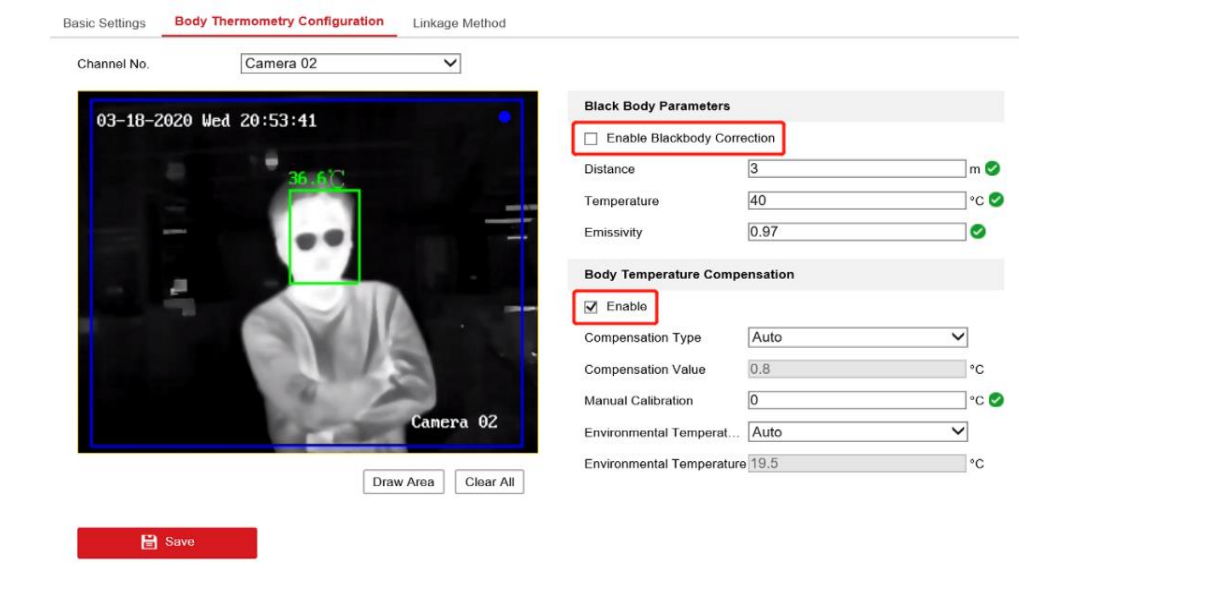 Basic Settings Body Thermometry Configuration Linkage Method
Channel No. Camera 02
03-18-2020 Wed 20:53:41
36.6℃
Camera 02
Draw Area Clear All
Black Body Parameters
Enable Blackbody Correction
Distance 3 m
Temperature 40 °C
Emissivity 0.97
Body Temperature Compensation
Enable
Compensation Type Auto
Compensation Value 0.8 °C
Manual Calibration 0 °C
Environmental Temperat... Auto
Environmental Temperature 19.5 °C
Save